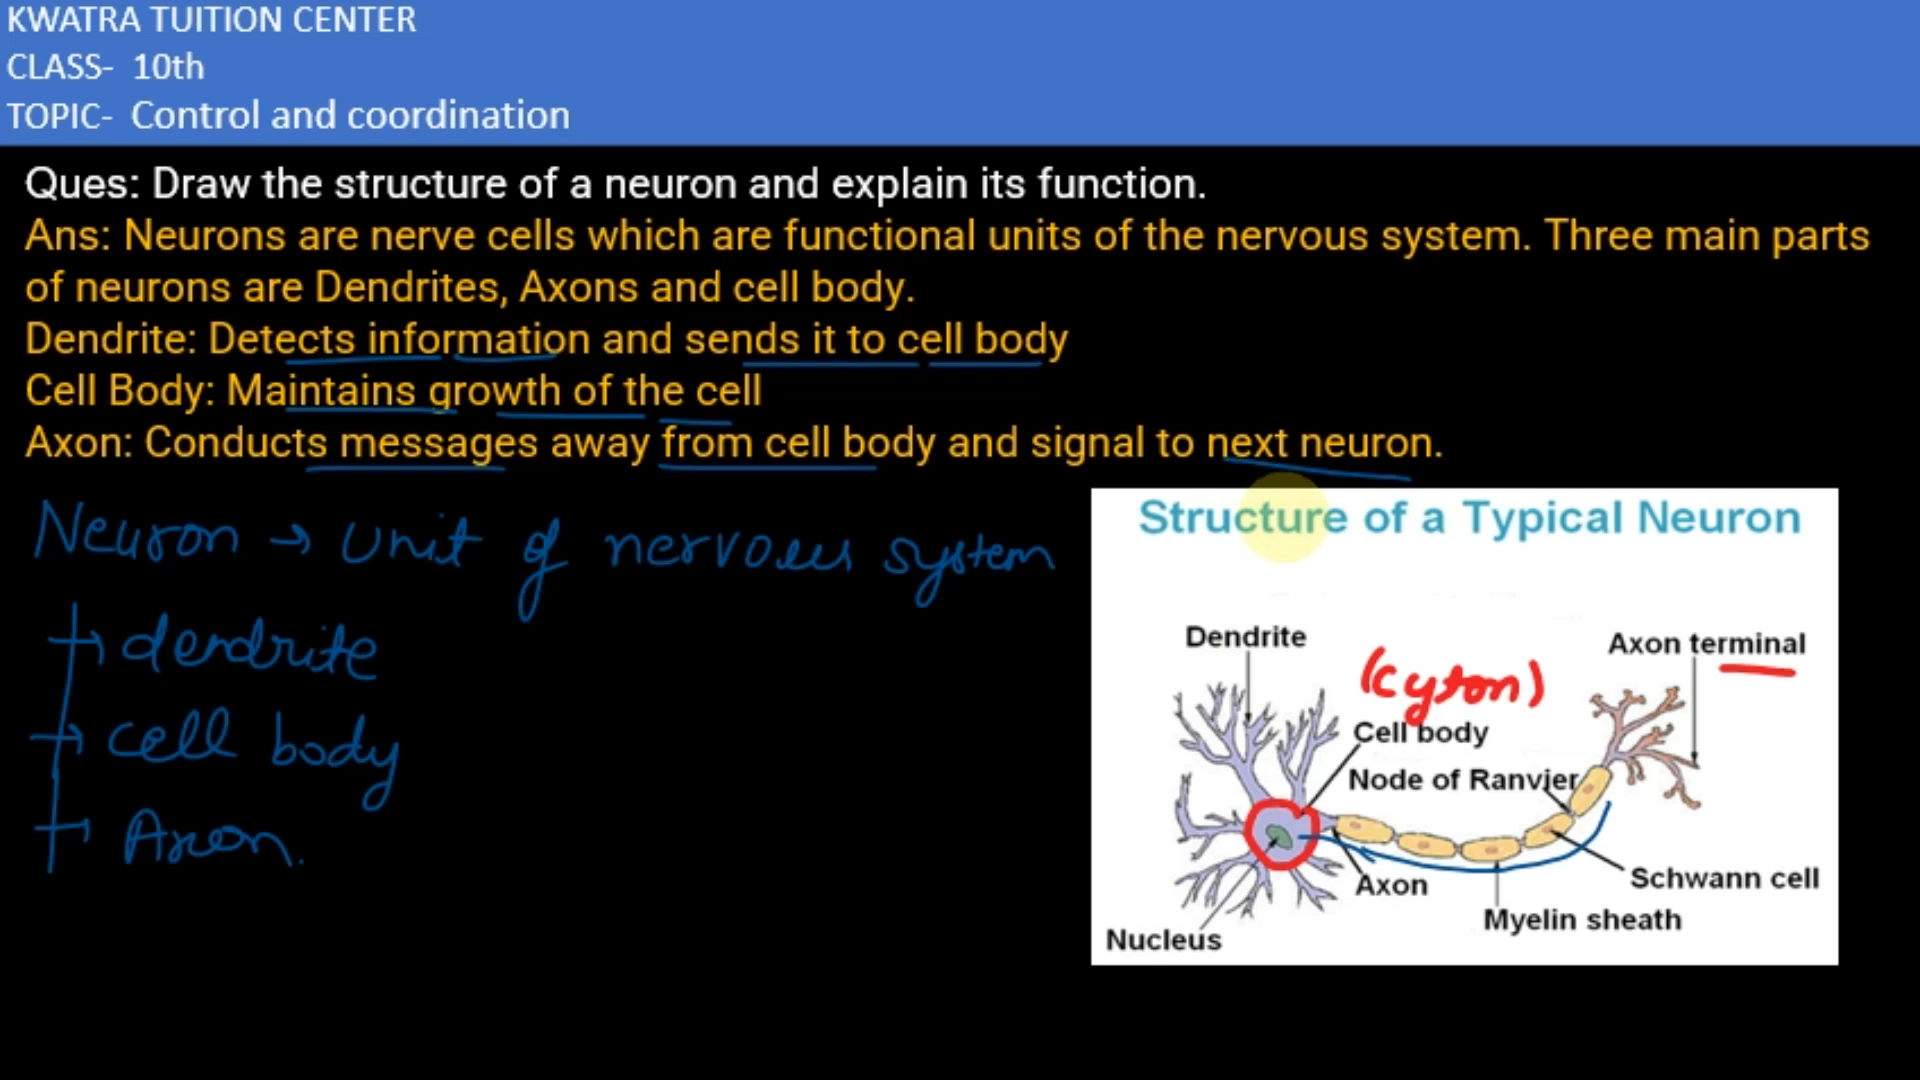 KWATRA TUITION CENTER
CLASS- 10th
TOPIC- Control and coordination
Ques: Draw the structure of a neuron and explain its function.
Ans: Neurons are nerve cells which are functional units of the nervous system. Three main parts
of neurons are Dendrites, Axons and cell body.
Dendrite: Detects information and sends it to cell body
Cell Body: Maintains growth of the cell
Axon: Conducts messages away from cell body and signal to next neuron.
Neuron → unit of nervous system
→ dendrite
→ cell body
→ Axon.
Structure of a Typical Neuron
Dendrite
Axon terminal
(cyton)
Cell body
Node of Ranvier
Axon
Schwann cell
Myelin sheath
Nucleus